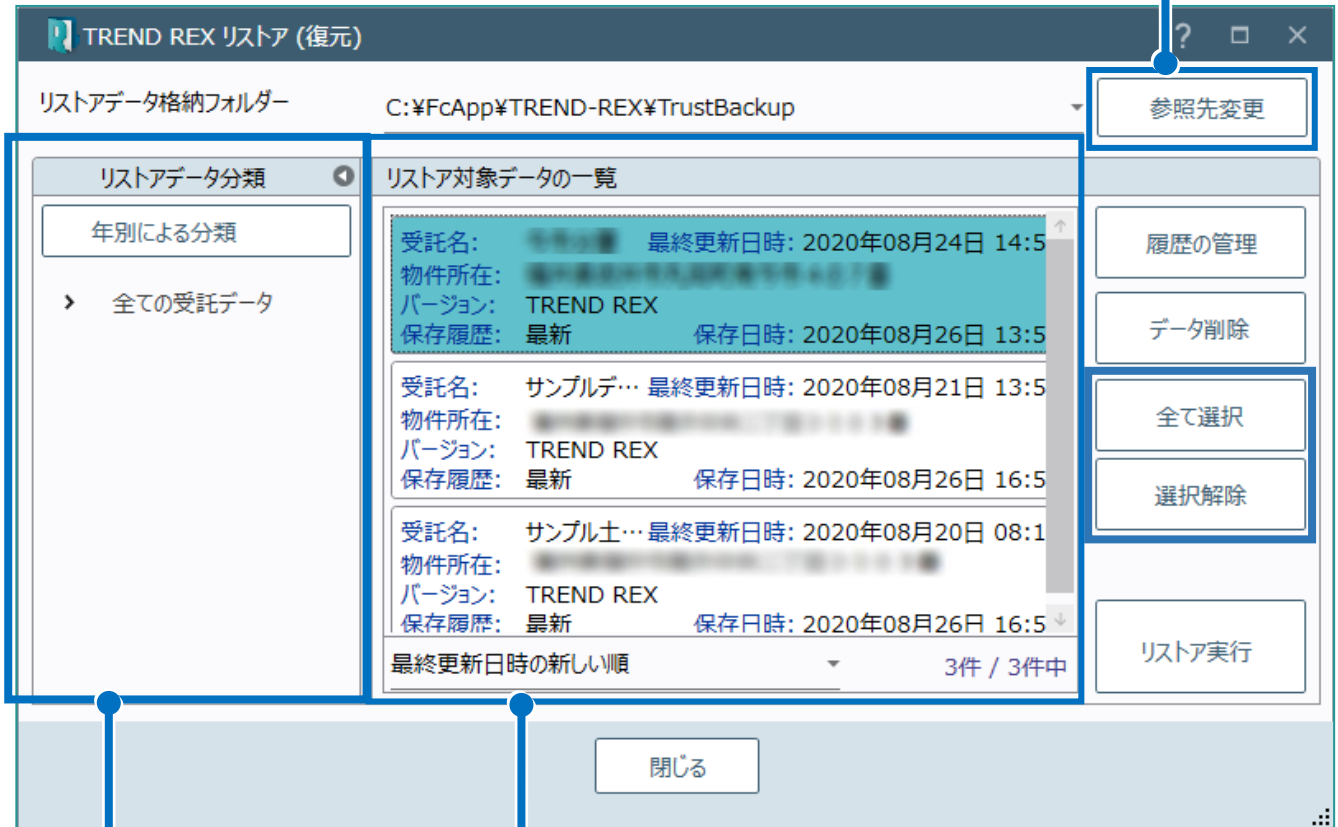 TREND REX リストア (復元)
リストアデータ格納フォルダー
C:¥FcApp¥TREND-REX¥TrustBackup
参照先変更
リストアデータ分類
年別による分類
全ての受託データ
リストア対象データの一覧
受託名: 最終更新日時: 2020年08月24日 14:5
物件所在:
バージョン: TREND REX
保存履歴: 最新 保存日時: 2020年08月26日 13:5
受託名: サンプルデ… 最終更新日時: 2020年08月21日 13:5
物件所在:
バージョン: TREND REX
保存履歴: 最新 保存日時: 2020年08月26日 16:5
受託名: サンプル土… 最終更新日時: 2020年08月20日 08:1
物件所在:
バージョン: TREND REX
保存履歴: 最新 保存日時: 2020年08月26日 16:5
最終更新日時の新しい順
3件 / 3件中
履歴の管理
データ削除
全て選択
選択解除
リストア実行
閉じる